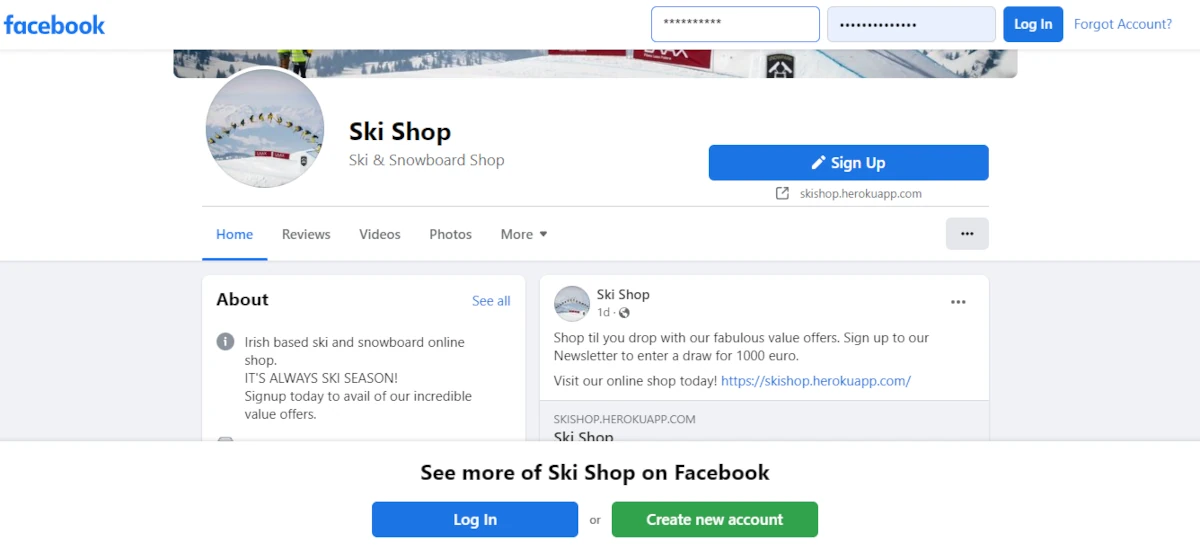 facebook
**********
••••••••••••••
Log In
Forgot Account?
Ski Shop
Ski & Snowboard Shop
Sign Up
skishop.herokuapp.com
Home
Reviews
Videos
Photos
More
About
See all
Irish based ski and snowboard online
shop.
IT'S ALWAYS SKI SEASON!
Signup today to avail of our incredible
value offers.
Ski Shop
1d ·
Shop til you drop with our fabulous value offers. Sign up to our
Newsletter to enter a draw for 1000 euro.
Visit our online shop today! https://skishop.herokuapp.com/
SKISHOP.HEROKUAPP.COM
Ski Shop
See more of Ski Shop on Facebook
Log In
or
Create new account